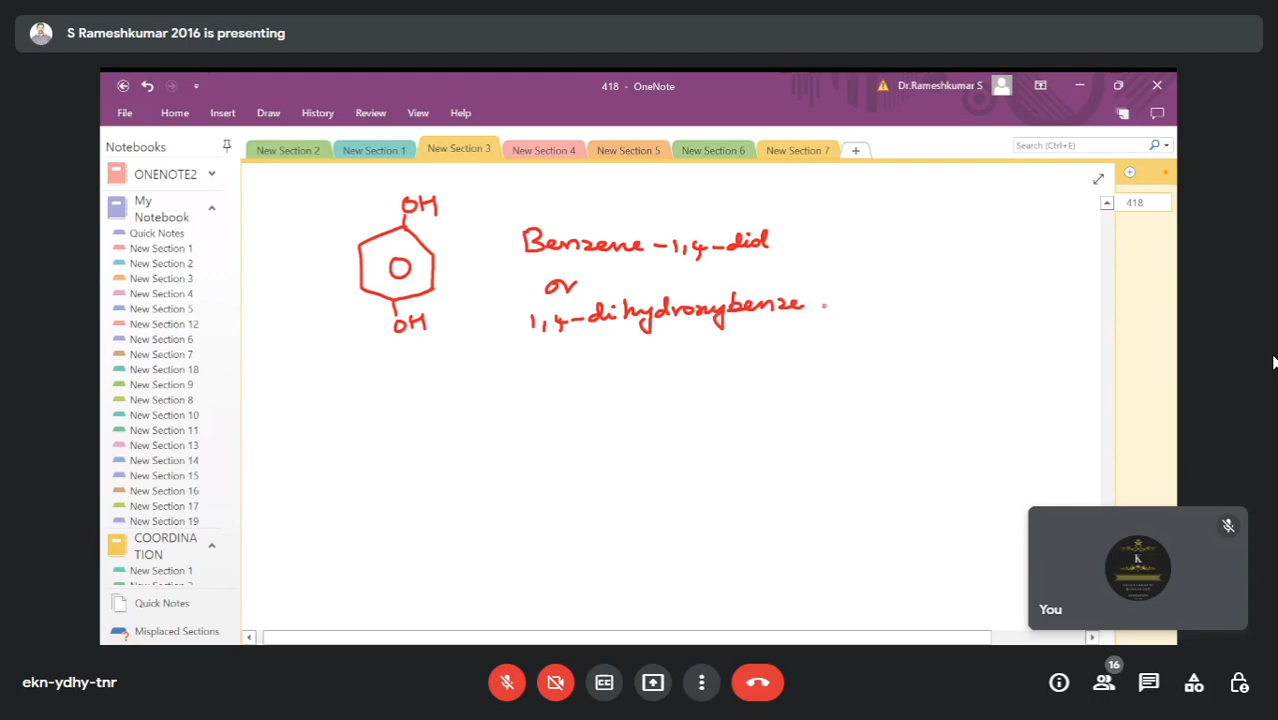 S Rameshkumar 2016 is presenting
418 - OneNote
Dr.Rameshkumar S
File Home Insert Draw History Review View Help
Notebooks
New Section 2 New Section 1 New Section 3 New Section 4 New Section 5 New Section 6 New Section 7 +
Search (Ctrl+E)
ONENOTE2
My
Notebook
Quick Notes
New Section 1
New Section 2
New Section 3
New Section 4
New Section 5
New Section 12
New Section 6
New Section 7
New Section 18
New Section 9
New Section 8
New Section 10
New Section 11
New Section 13
New Section 14
New Section 15
New Section 16
New Section 17
New Section 19
COORDINA
TION
New Section 1
Quick Notes
Misplaced Sections
418
OH
OH
Benzene-1,4-diol
or
1,4-dihydroxybenze
K
You
ekn-ydhy-tnr
CC
16